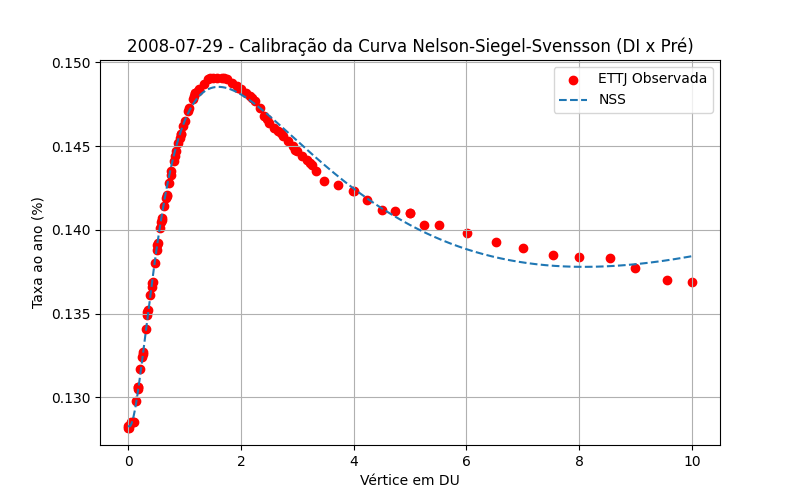 2008-07-29 - Calibração da Curva Nelson-Siegel-Svensson (DI x Pré)
ETTJ Observada
NSS
Taxa ao ano (%)
0.150
0.145
0.140
0.135
0.130
0 2 4 6 8 10
Vértice em DU